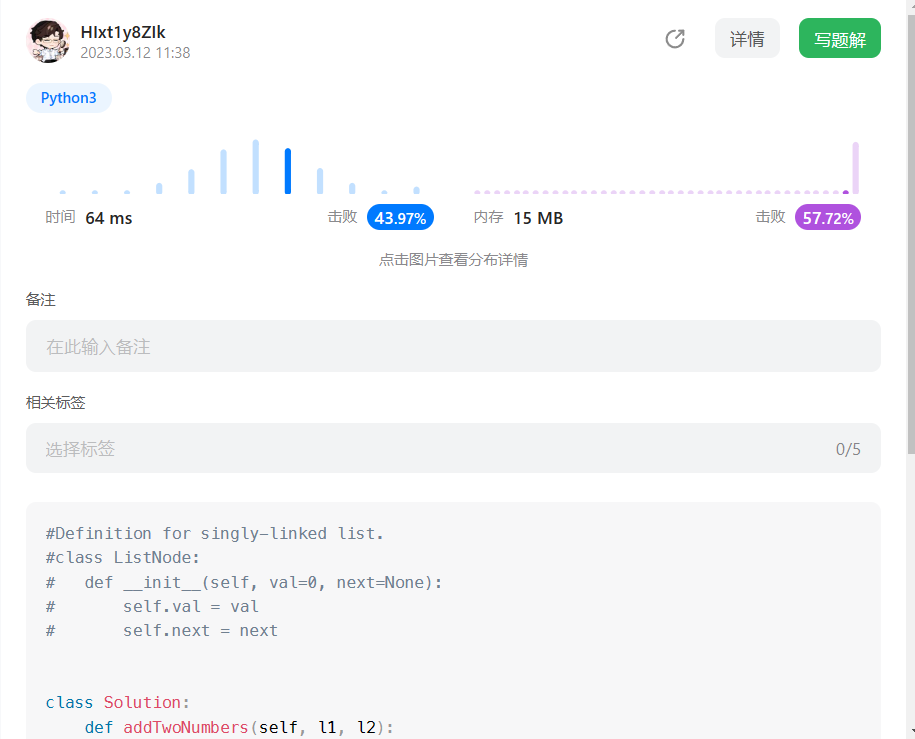 HIxt1y8ZIk
2023.03.12 11:38
详情
写题解
Python3
时间 64 ms 击败 43.97%
内存 15 MB 击败 57.72%
点击图片查看分布详情
备注
在此输入备注
相关标签
选择标签 0/5
#Definition for singly-linked list.
#class ListNode:
#   def __init__(self, val=0, next=None):
#       self.val = val
#       self.next = next
class Solution:
    def addTwoNumbers(self, l1, l2):